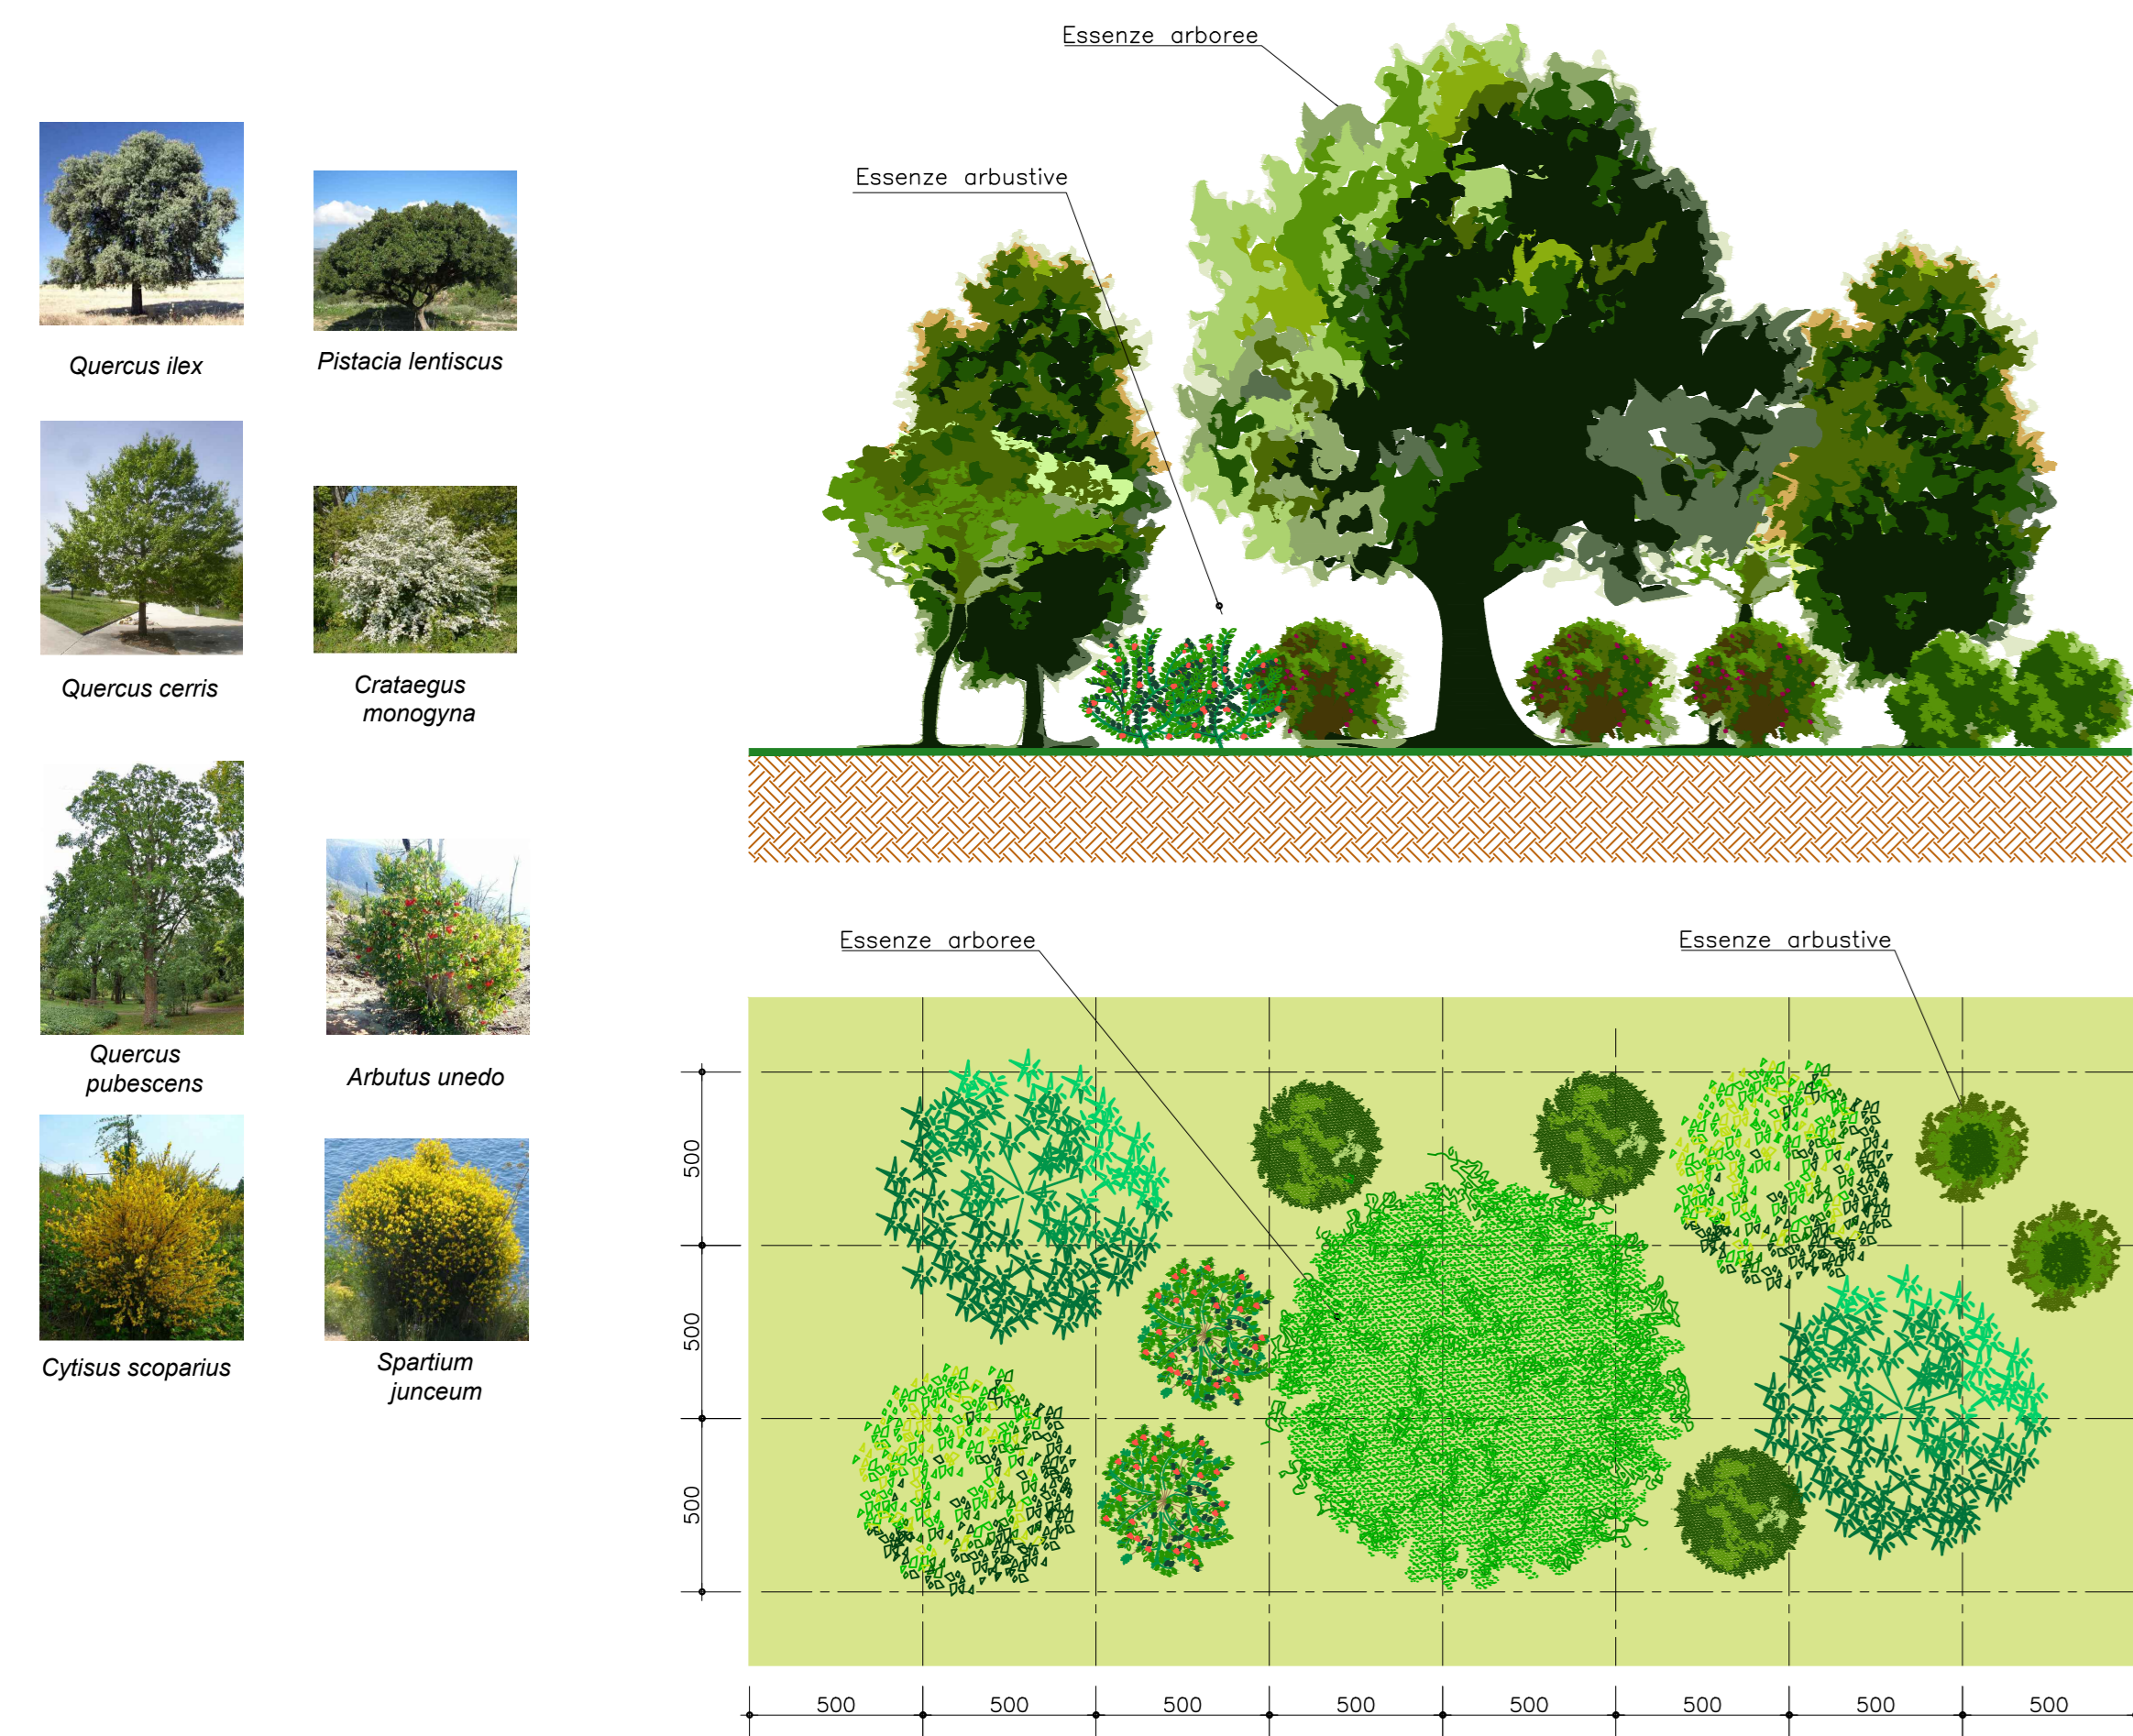 Essenze arboree
Essenze arbustive
Quercus ilex
Pistacia lentiscus
Quercus cerris
Crataegus
monogyna
Quercus
pubescens
Arbutus unedo
Cytisus scoparius
Spartium
junceum
Essenze arboree
Essenze arbustive
500
500
500
500 500 500 500 500 500 500 500